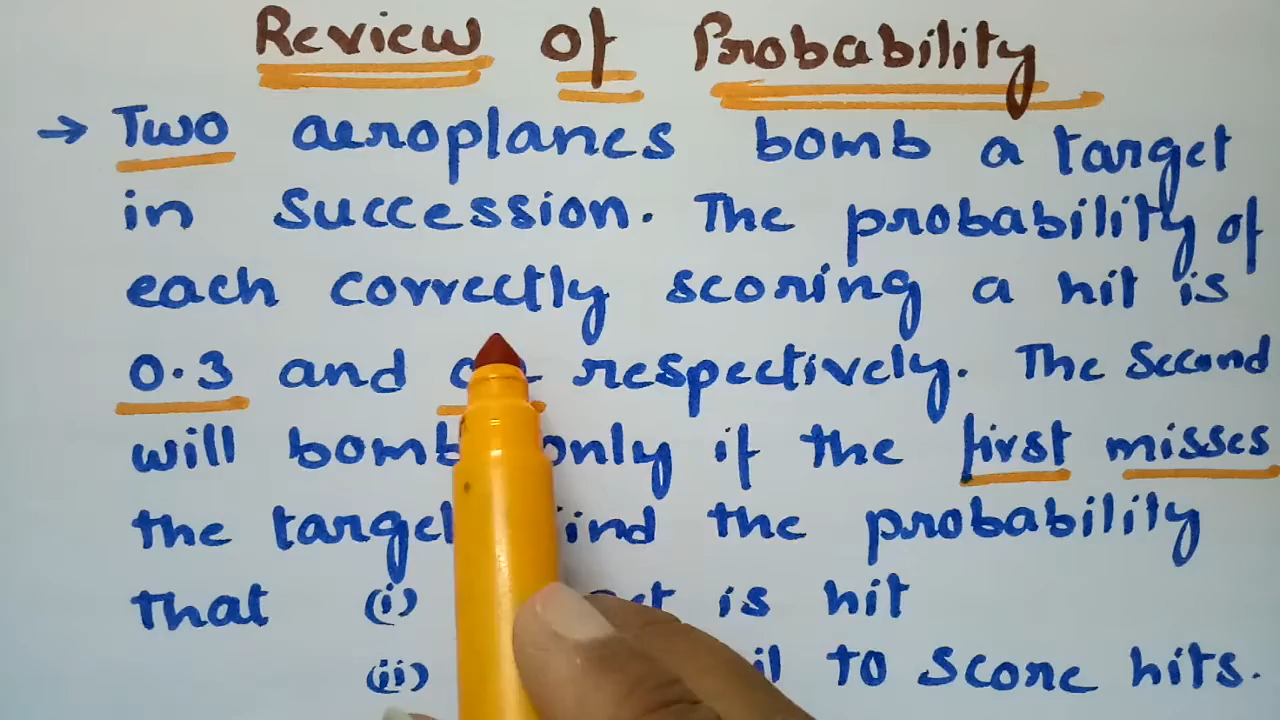 Review of Probability
→ Two aeroplanes bomb a target
in succession. The probability of
each correctly scoring a hit is
0.3 and respectively. The second
will bomb only if the first misses
the target find the probability
that (i) is hit
(ii) to score hits.